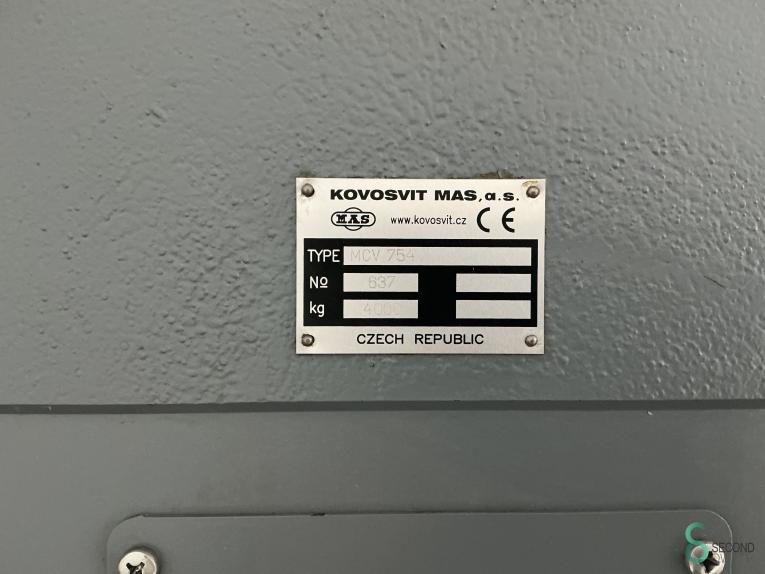 KOVOSVIT MAS, a.s.
MAS www.kovosvit.cz CE
TYPE MCV 754
No 637
kg 4000
CZECH REPUBLIC
SECOND